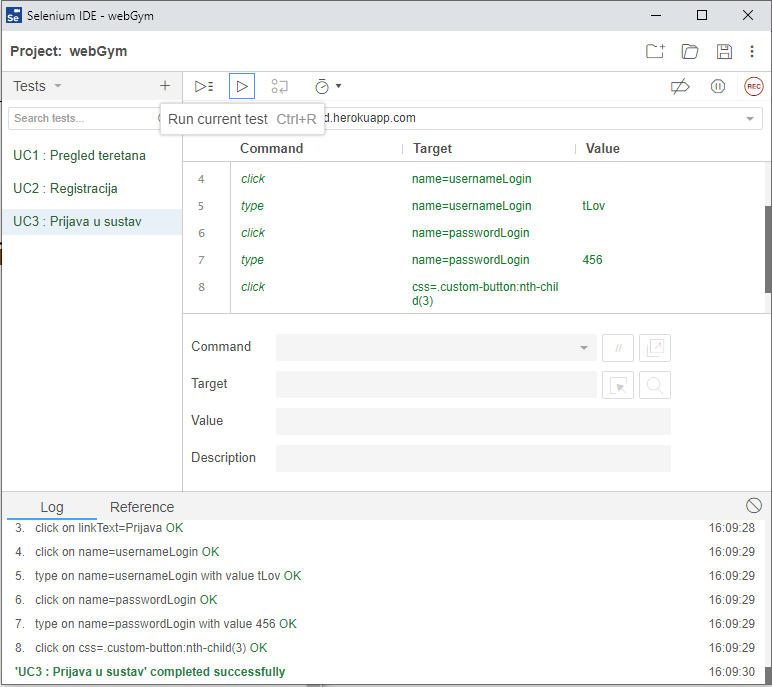 Selenium IDE - webGym
Project: webGym
Tests
REC
Search tests...
Run current test Ctrl+R
d.herokuapp.com
Command Target Value
UC1 : Pregled teretana
UC2 : Registracija
UC3 : Prijava u sustav
4 click name=usernameLogin
5 type name=usernameLogin tLov
6 click name=passwordLogin
7 type name=passwordLogin 456
8 click css=.custom-button:nth-chil
d(3)
Command //
Target
Value
Description
Log Reference
3. click on linkText=Prijava OK 16:09:28
4. click on name=usernameLogin OK 16:09:29
5. type on name=usernameLogin with value tLov OK 16:09:29
6. click on name=passwordLogin OK 16:09:29
7. type on name=passwordLogin with value 456 OK 16:09:29
8. click on css=.custom-button:nth-child(3) OK 16:09:29
'UC3 : Prijava u sustav' completed successfully 16:09:30